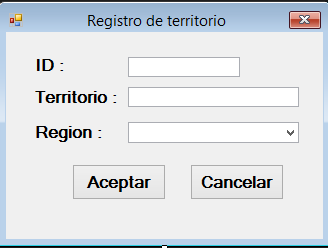 Registro de territorio
ID :
Territorio :
Region :
Aceptar Cancelar